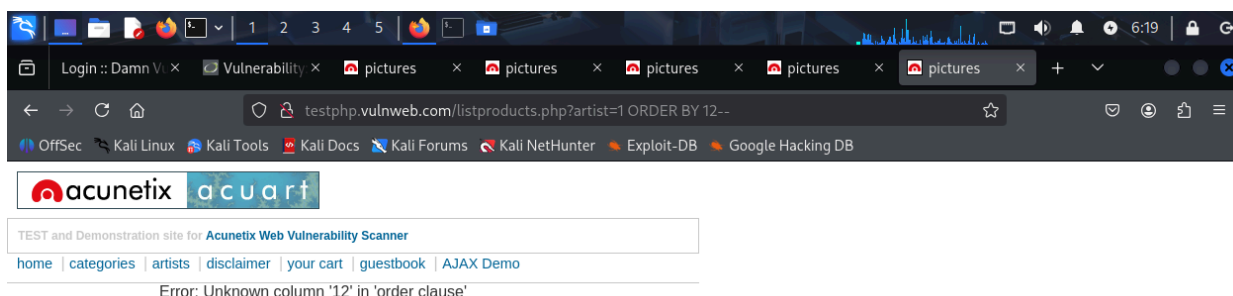 1 2 3 4 5 6:19
Login :: Damn Vu Vulnerability pictures pictures pictures pictures pictures
testphp.vulnweb.com/listproducts.php?artist=1 ORDER BY 12--
OffSec Kali Linux Kali Tools Kali Docs Kali Forums Kali NetHunter Exploit-DB Google Hacking DB
acunetix acuart
TEST and Demonstration site for Acunetix Web Vulnerability Scanner
home | categories | artists | disclaimer | your cart | guestbook | AJAX Demo
Error: Unknown column '12' in 'order clause'